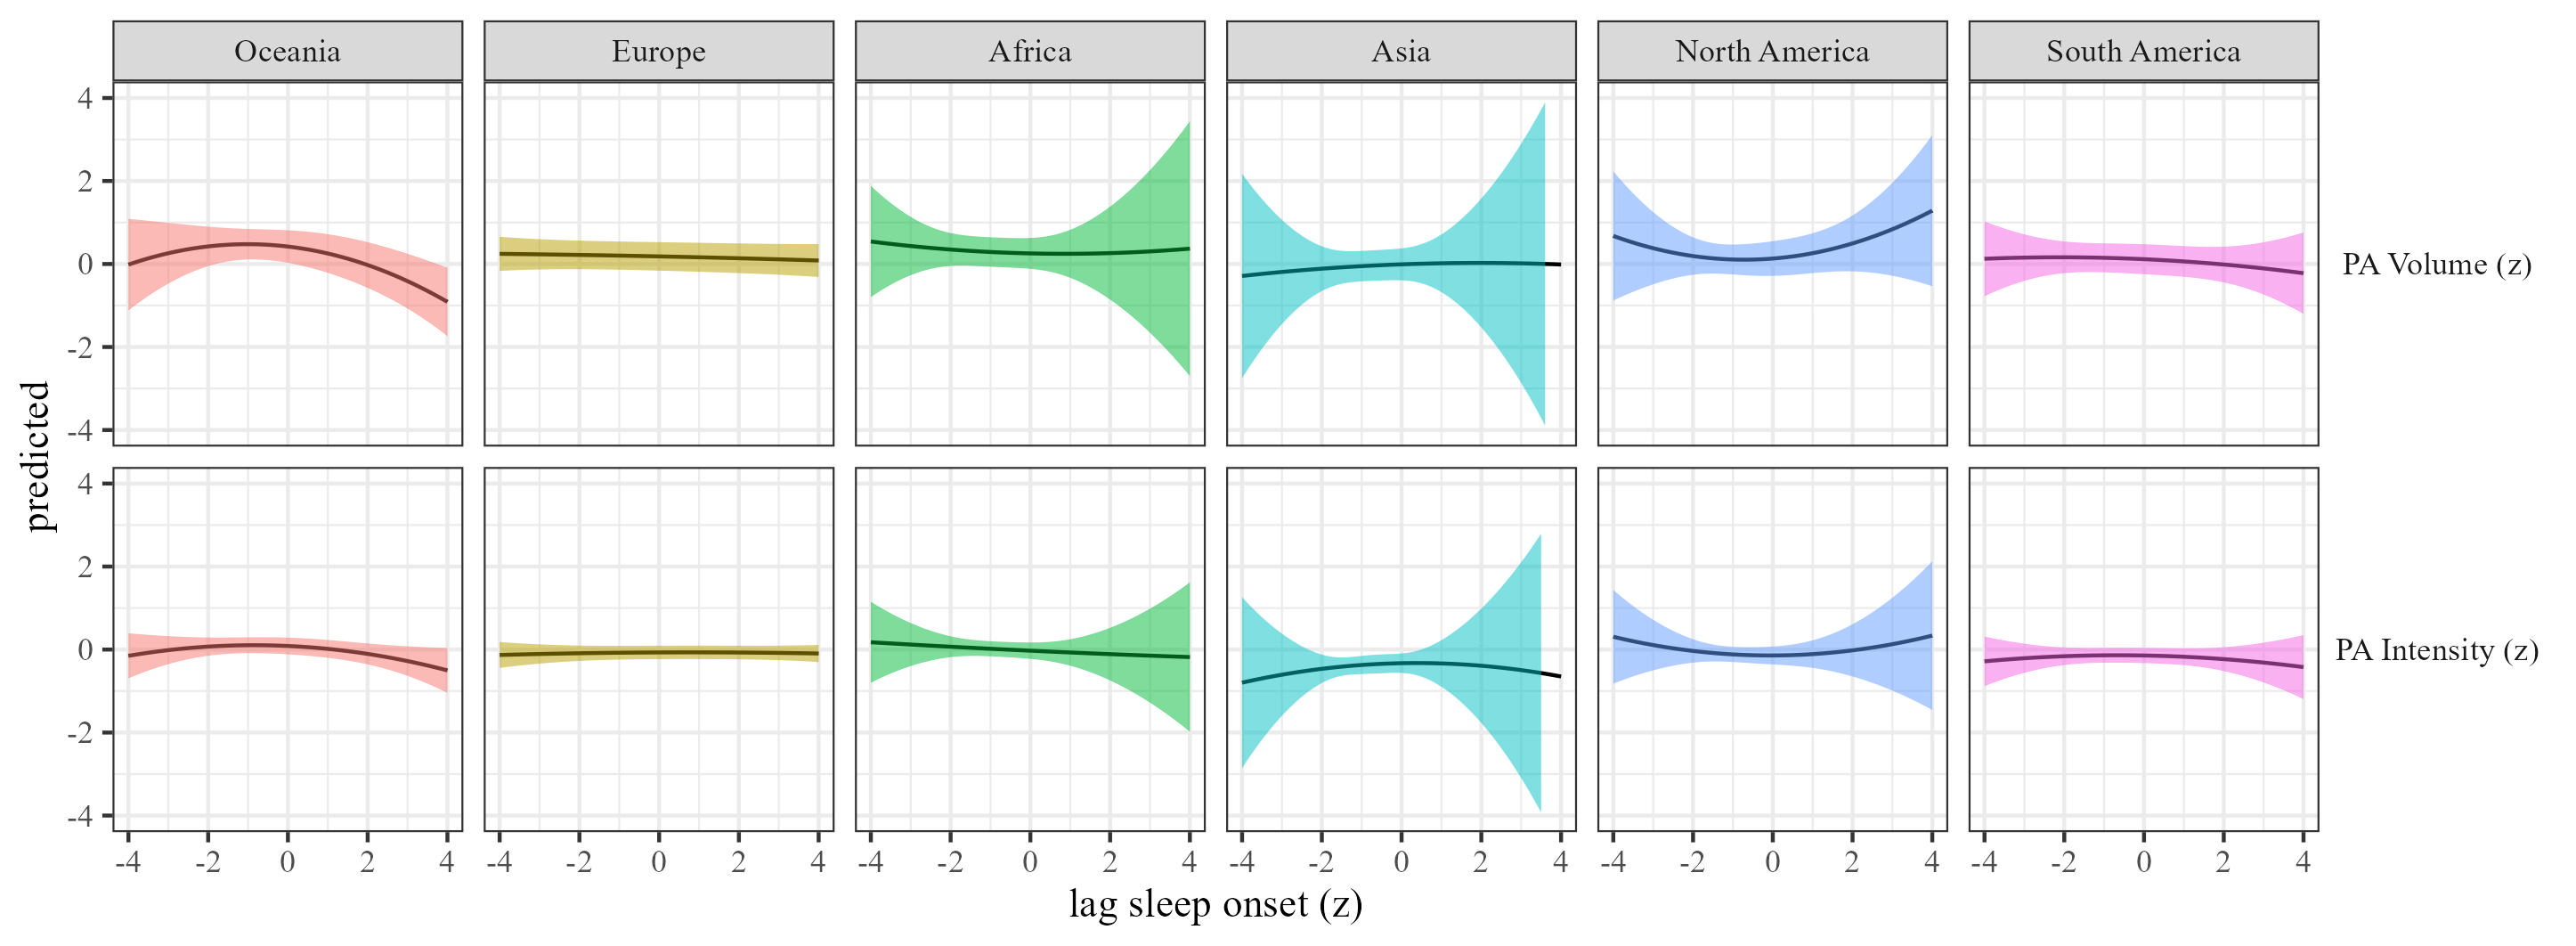 Oceania Europe Africa Asia North America South America
4
2
0
-2
-4
PA Volume (z)
predicted
4
2
0
-2
-4
PA Intensity (z)
-4 -2 0 2 4 -4 -2 0 2 4 -4 -2 0 2 4 -4 -2 0 2 4 -4 -2 0 2 4 -4 -2 0 2 4
lag sleep onset (z)